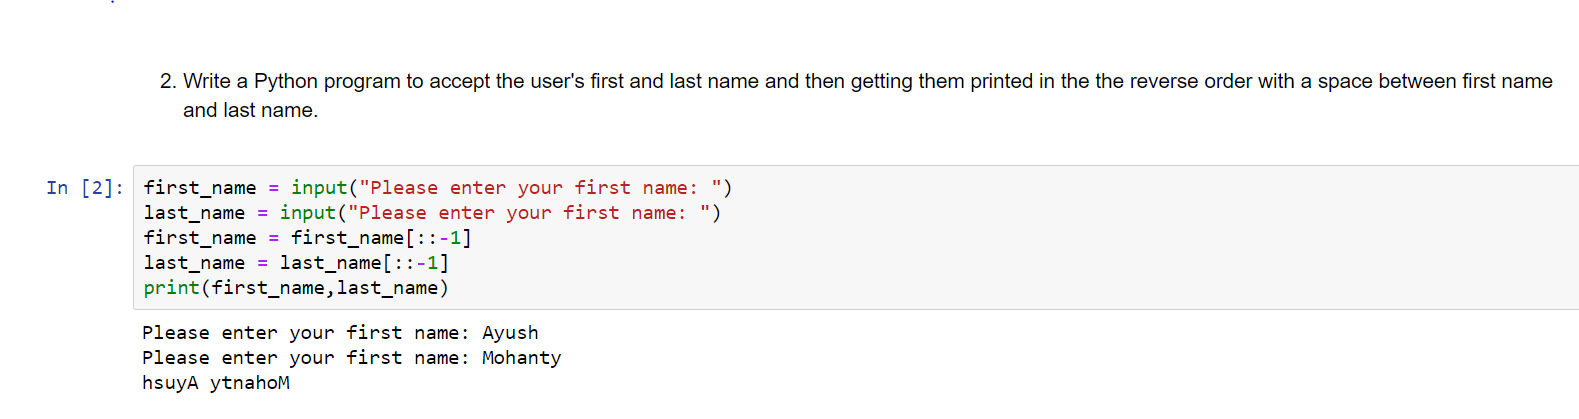 2. Write a Python program to accept the user's first and last name and then getting them printed in the the reverse order with a space between first name
and last name.
In [2]: first_name = input("Please enter your first name: ")
last_name = input("Please enter your first name: ")
first_name = first_name[::-1]
last_name = last_name[::-1]
print(first_name,last_name)
Please enter your first name: Ayush
Please enter your first name: Mohanty
hsuyA ytnahoM